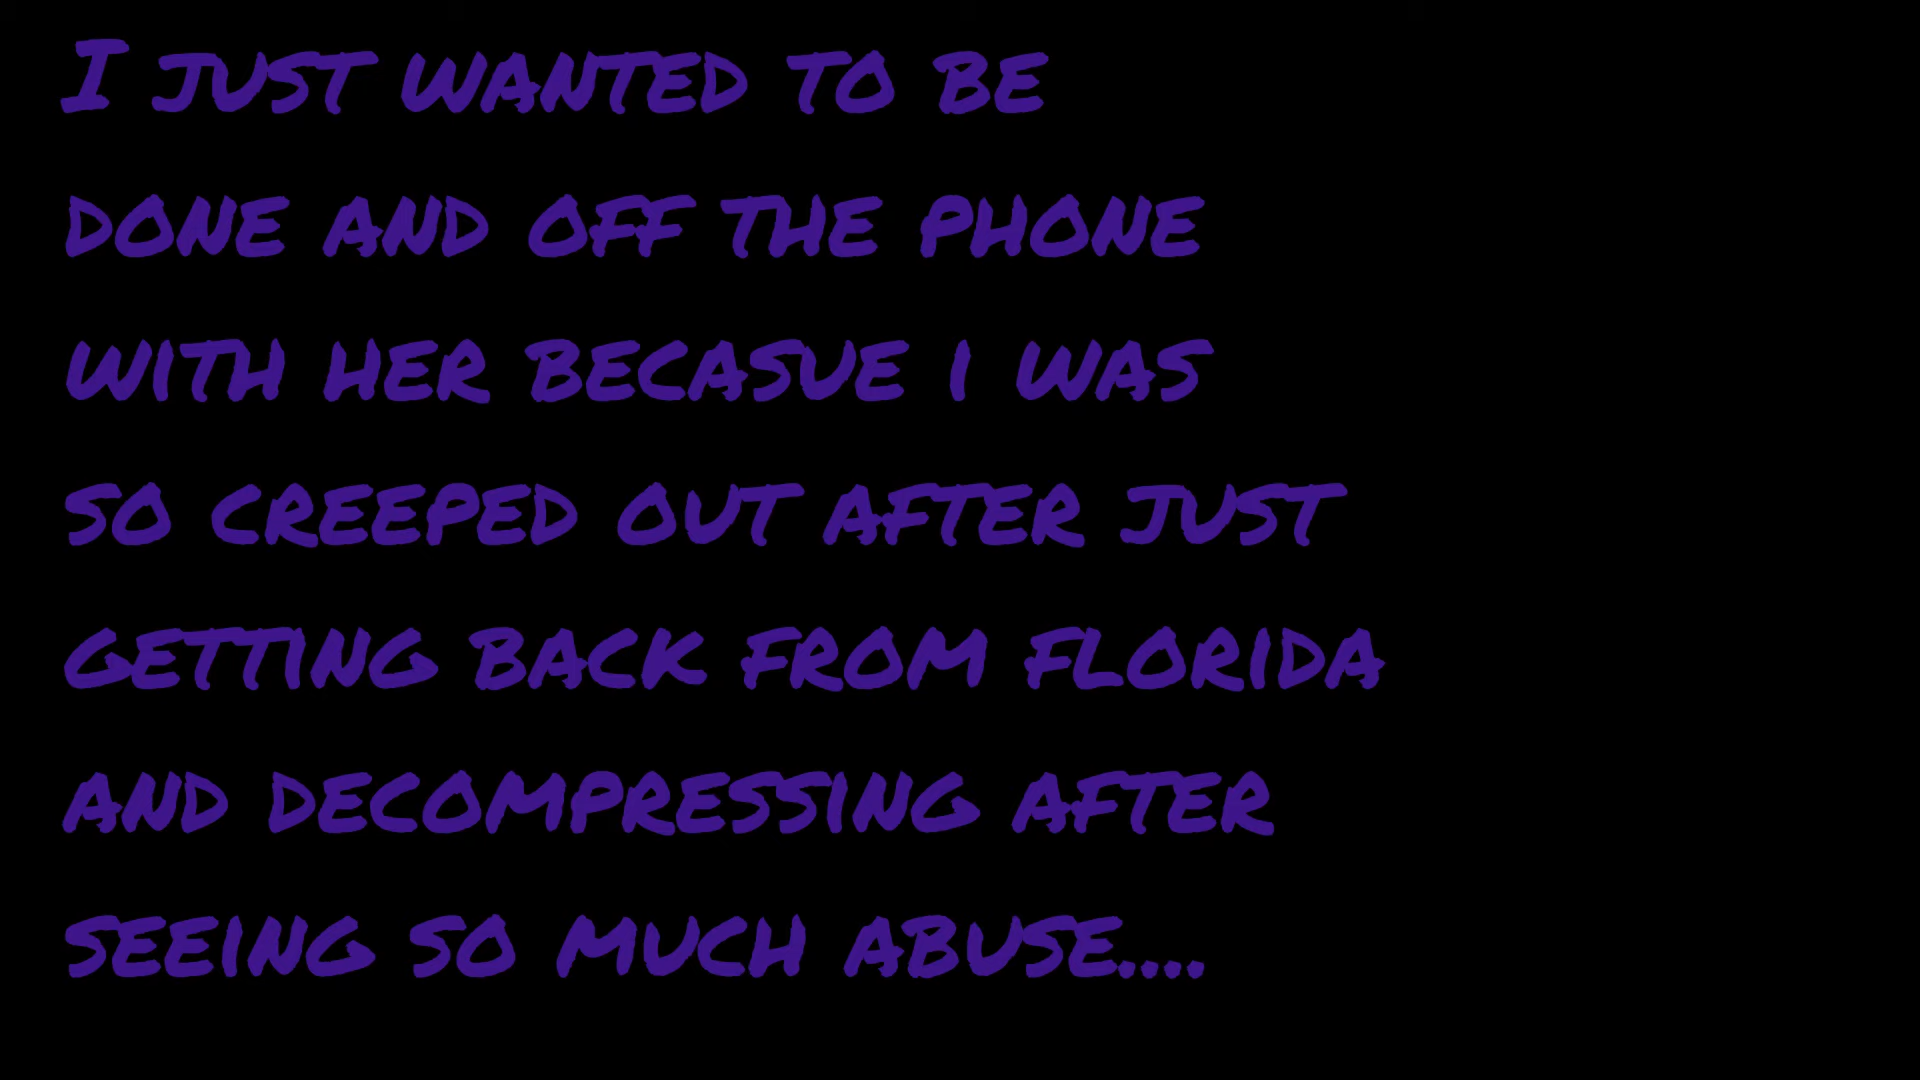 I just wanted to be
done and off the phone
with her becasue i was
so creeped out after just
getting back from florida
and decompressing after
seeing so much abuse....